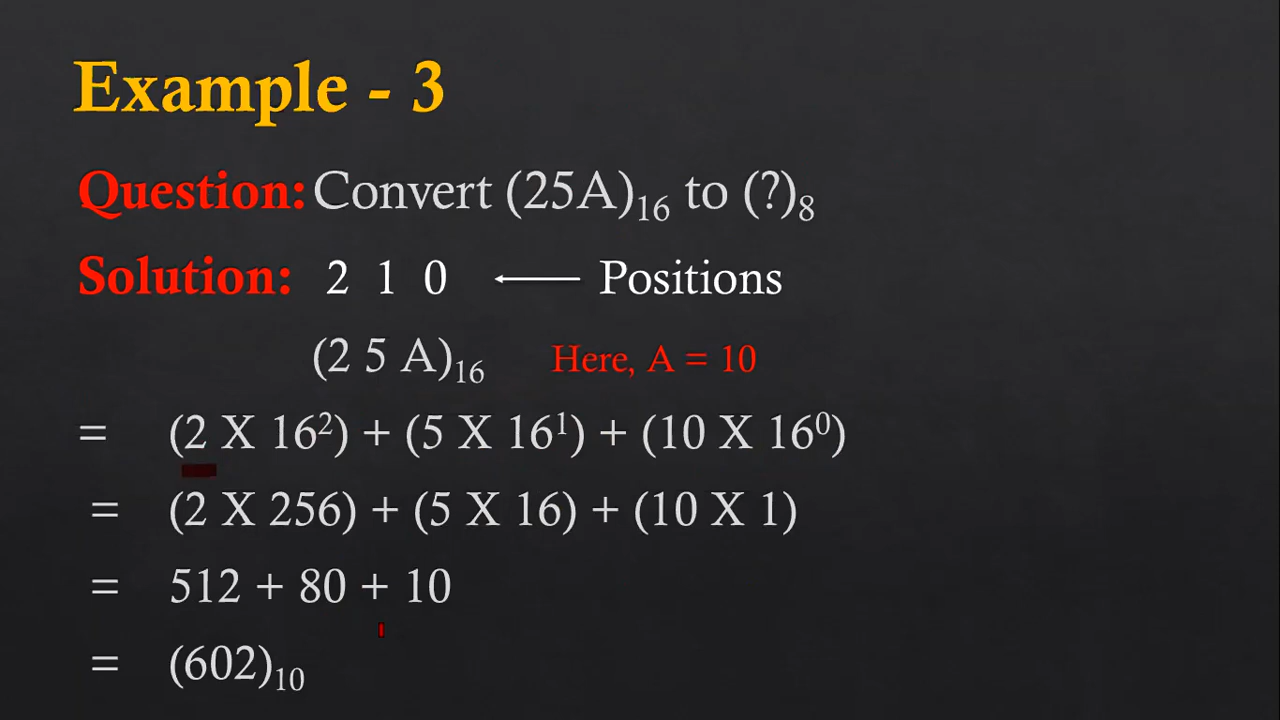 Example - 3
Question: Convert (25A)₁₆ to (?)₈
Solution: 2 1 0 ← Positions
(2 5 A)₁₆ Here, A = 10
= (2 X 16²) + (5 X 16¹) + (10 X 16⁰)
= (2 X 256) + (5 X 16) + (10 X 1)
= 512 + 80 + 10
= (602)₁₀